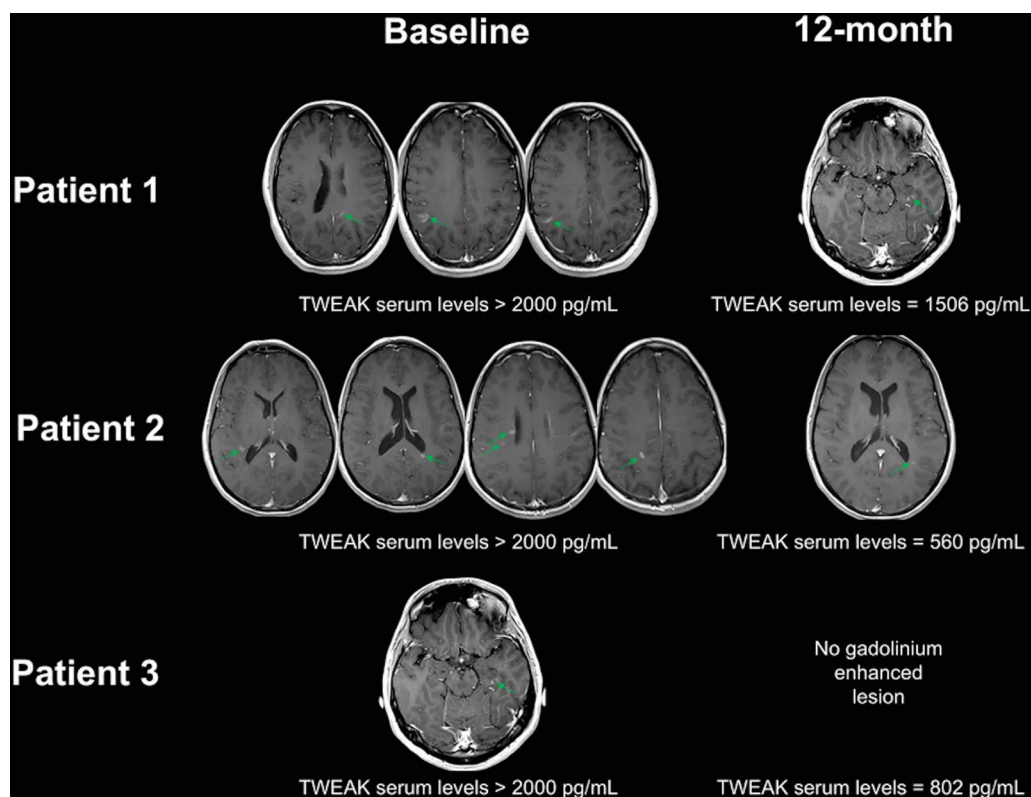 Baseline
12-month
Patient 1
TWEAK serum levels > 2000 pg/mL
TWEAK serum levels = 1506 pg/mL
Patient 2
TWEAK serum levels > 2000 pg/mL
TWEAK serum levels = 560 pg/mL
Patient 3
No gadolinium
enhanced
lesion
TWEAK serum levels > 2000 pg/mL
TWEAK serum levels = 802 pg/mL